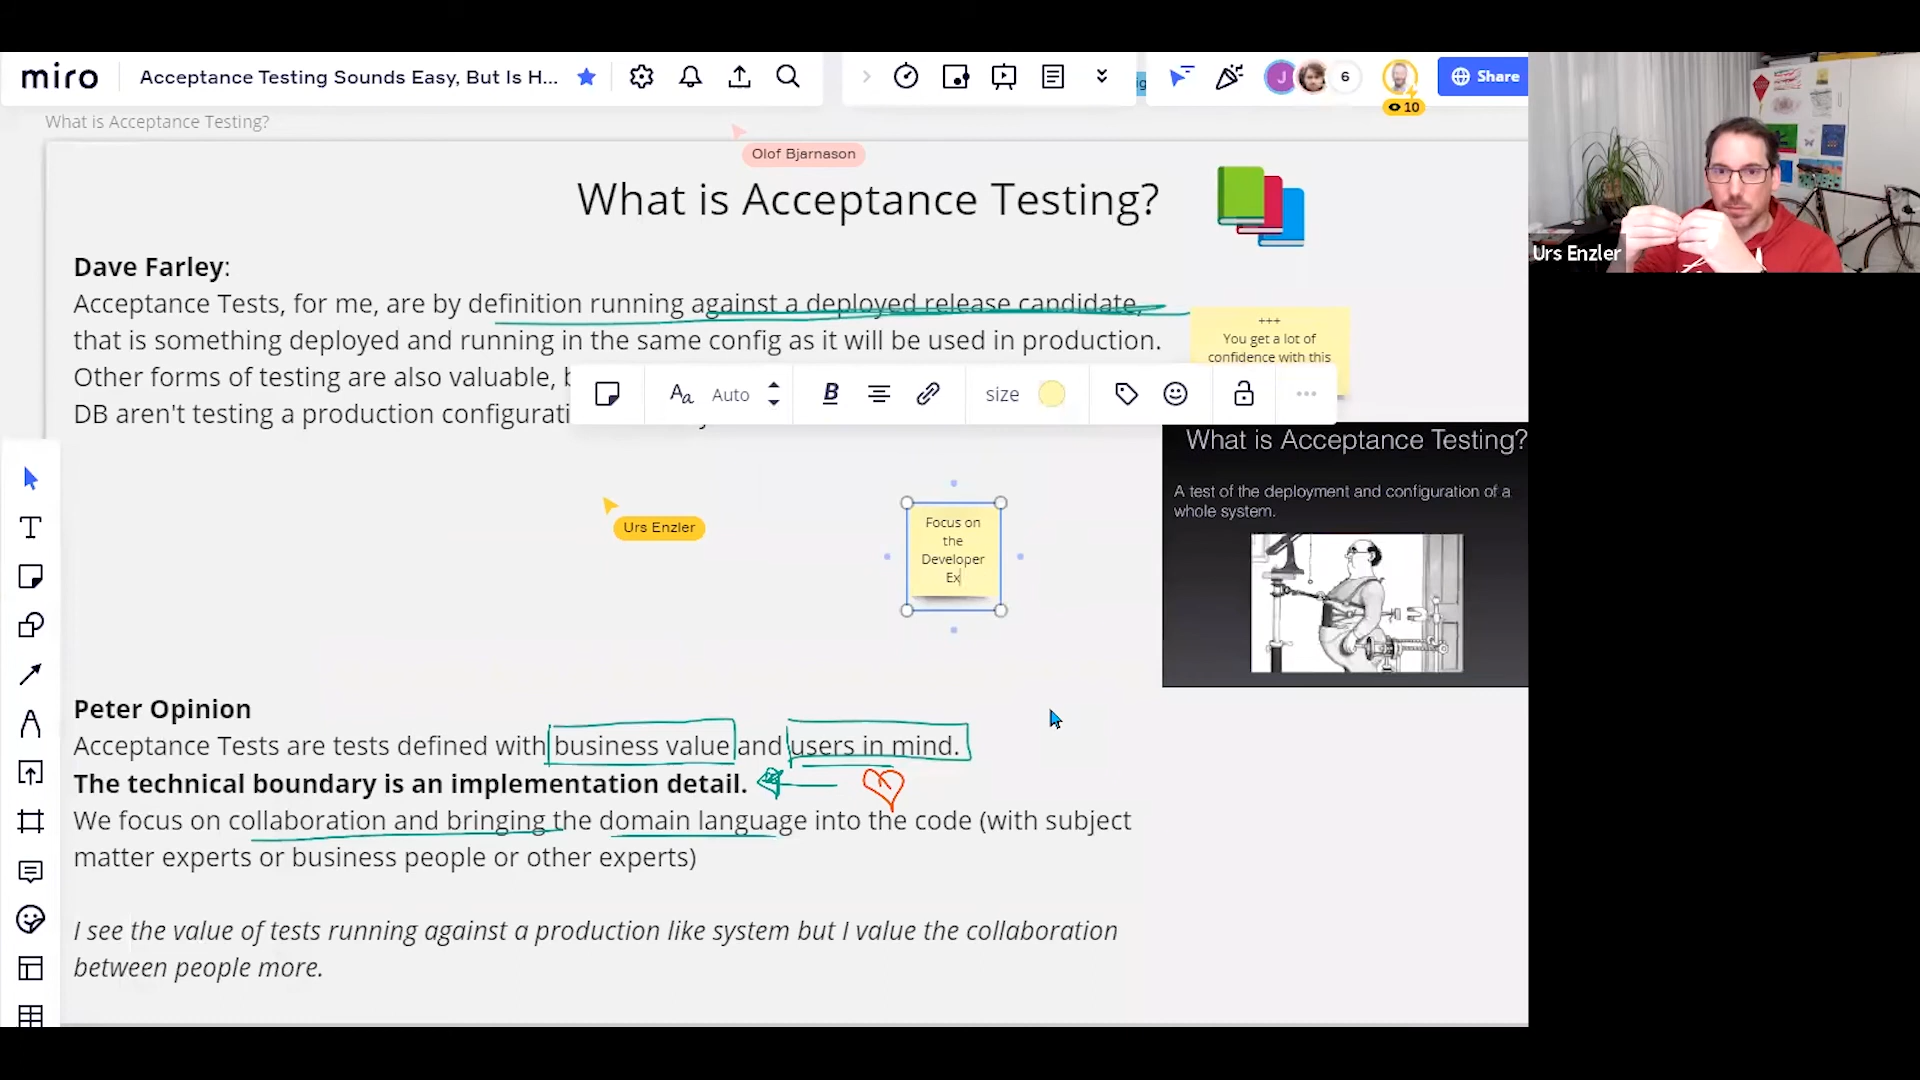 miro
Acceptance Testing Sounds Easy, But Is H...
J
6
10
Share
What is Acceptance Testing?
Olof Bjarnason
What is Acceptance Testing?
Urs Enzler
Dave Farley:
Acceptance Tests, for me, are by definition running against a deployed release candidate,
that is something deployed and running in the same config as it will be used in production.
Other forms of testing are also valuable,
DB aren't testing a production
+++
You get a lot of
confidence with this
Aa Auto B size
What is Acceptance Testing?
A test of the deployment and configuration of a
whole system.
Urs Enzler
Focus on
the
Developer
Ex
Peter Opinion
Acceptance Tests are tests defined with business value and users in mind.
The technical boundary is an implementation detail.
We focus on collaboration and bringing the domain language into the code (with subject
matter experts or business people or other experts)
I see the value of tests running against a production like system but I value the collaboration
between people more.